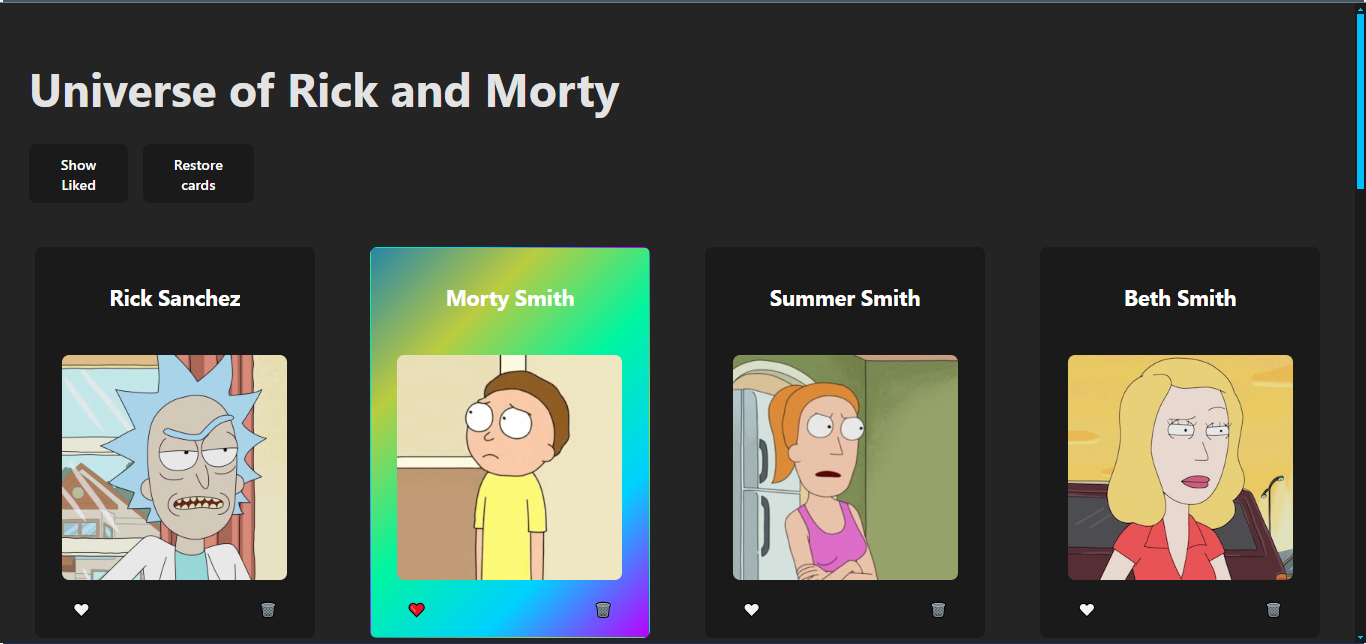 Universe of Rick and Morty
Show
Liked
Restore
cards
Rick Sanchez
Morty Smith
Summer Smith
Beth Smith